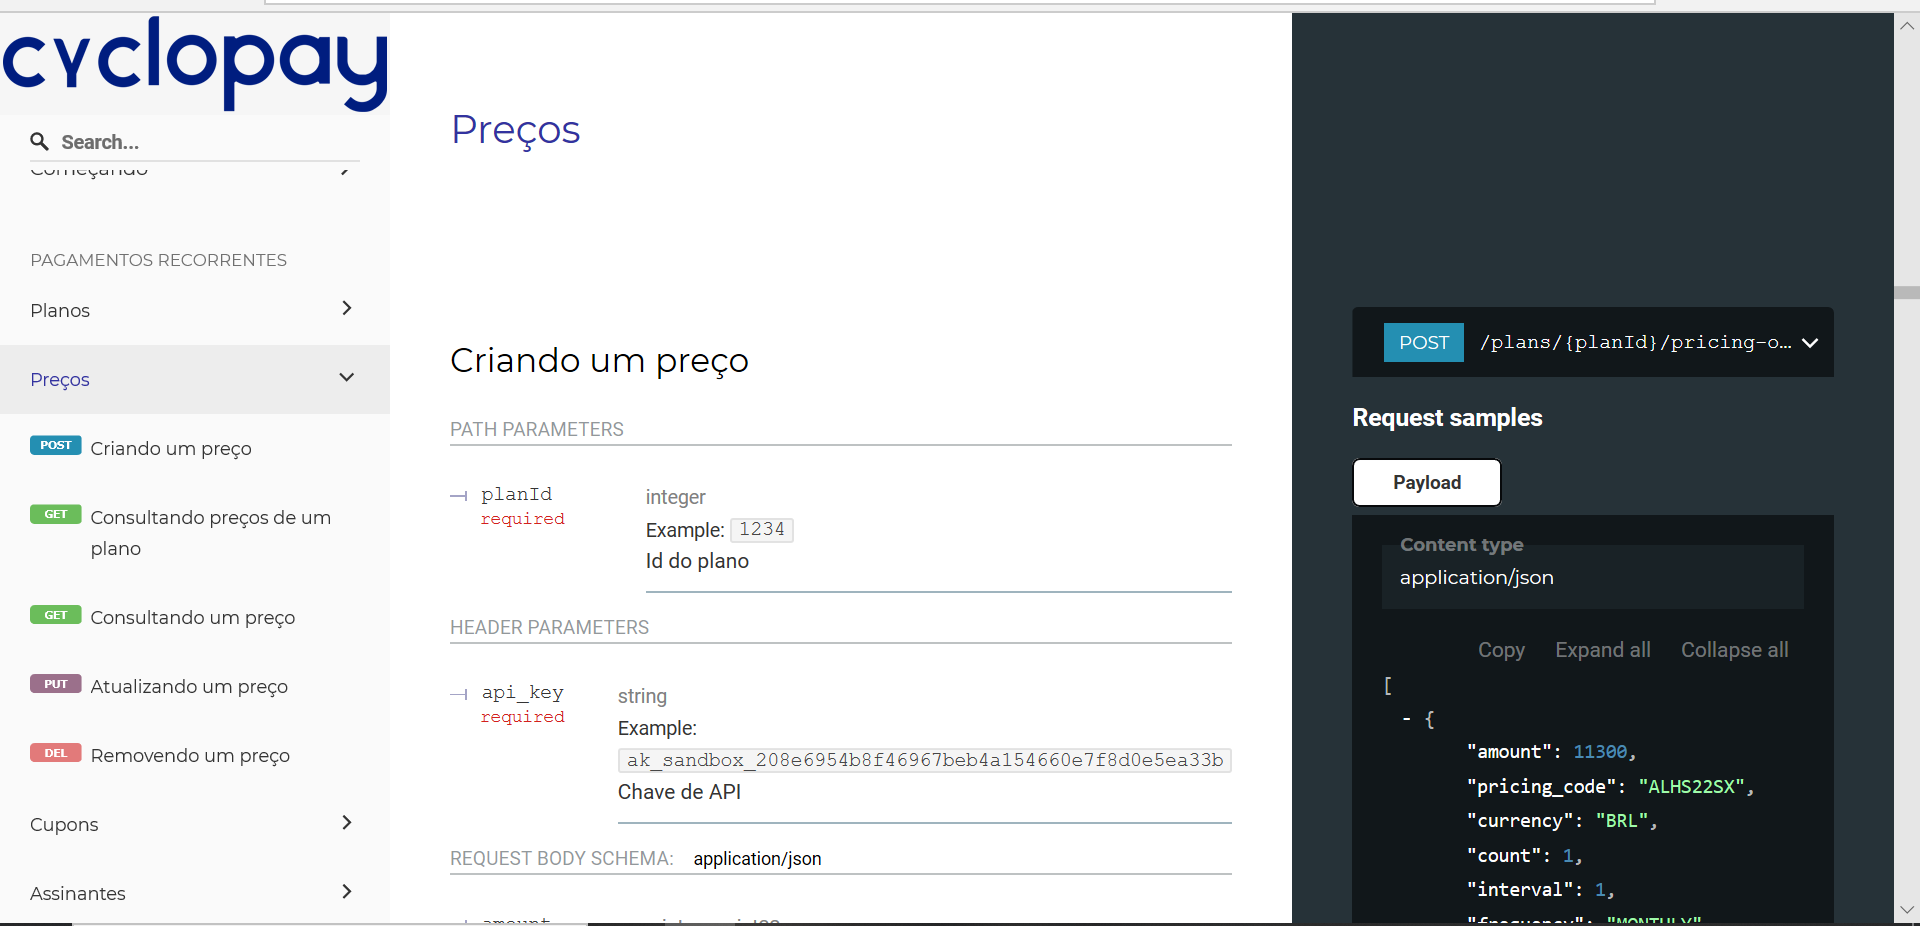 cyclopay
Search...
Começando
PAGAMENTOS RECORRENTES
Planos
Preços
POST Criando um preço
GET Consultando preços de um
plano
GET Consultando um preço
PUT Atualizando um preço
DEL Removendo um preço
Cupons
Assinantes
Preços
Criando um preço
PATH PARAMETERS
planId integer
required
Example: 1234
Id do plano
HEADER PARAMETERS
api_key string
required
Example:
ak_sandbox_208e6954b8f46967beb4a154660e7f8d0e5ea33b
Chave de API
REQUEST BODY SCHEMA: application/json
amount
POST /plans/{planId}/pricing-o...
Request samples
Payload
Content type
application/json
Copy Expand all Collapse all
[
- {
"amount": 11300,
"pricing_code": "ALHS22SX",
"currency": "BRL",
"count": 1,
"interval": 1,
"frequency": "MONTHLY"